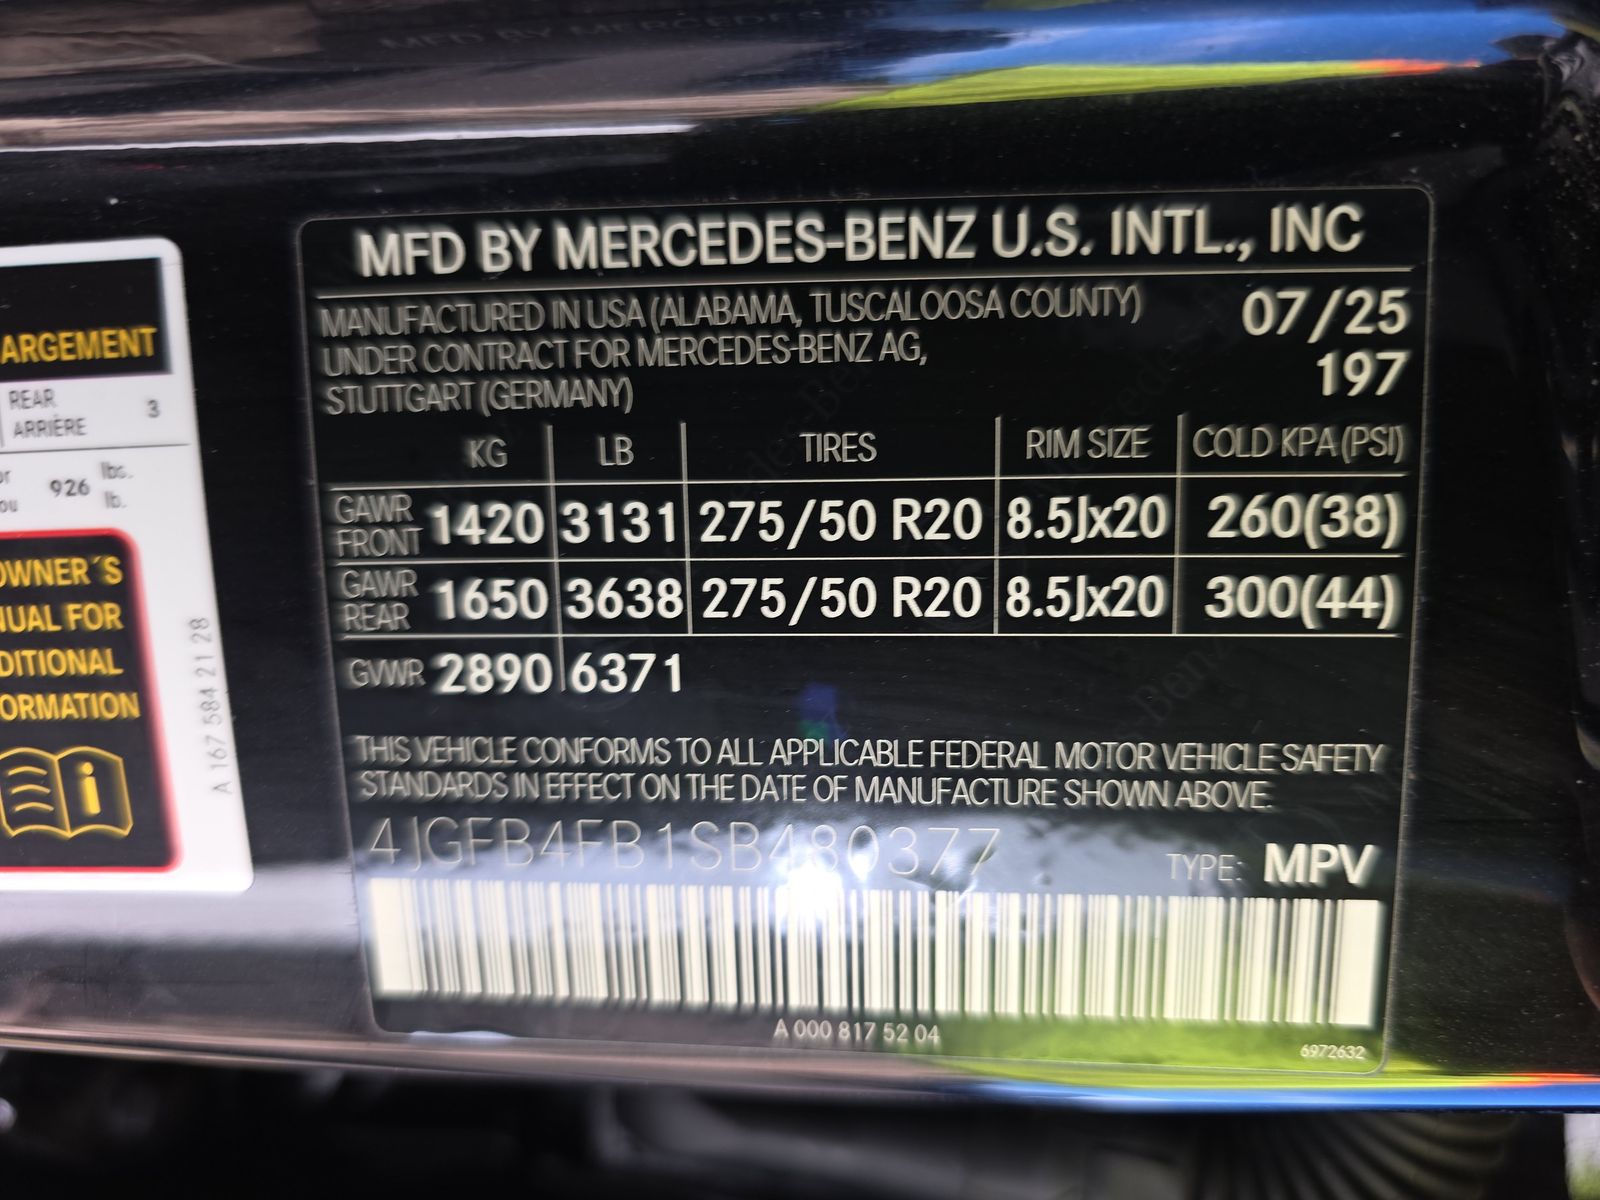 MFD BY MERCEDES-BENZ U.S. INTL., INC
MANUFACTURED IN USA (ALABAMA, TUSCALOOSA COUNTY) 07/25
UNDER CONTRACT FOR MERCEDES-BENZ AG, 197
STUTTGART (GERMANY)
KG LB TIRES RIM SIZE COLD KPA (PSI)
GAWR FRONT 1420 3131 275/50 R20 8.5Jx20 260(38)
GAWR REAR 1650 3638 275/50 R20 8.5Jx20 300(44)
GVWR 2890 6371
THIS VEHICLE CONFORMS TO ALL APPLICABLE FEDERAL MOTOR VEHICLE SAFETY
STANDARDS IN EFFECT ON THE DATE OF MANUFACTURE SHOWN ABOVE.
4JGFB4FB1SB480377 TYPE: MPV
A 000 817 52 04
6972632
ARGEMENT
REAR 3
ARRIÈRE
or 926 lbs.
ou lb.
OWNER´S
NUAL FOR
DITIONAL
ORMATION
A 167 584 21 28